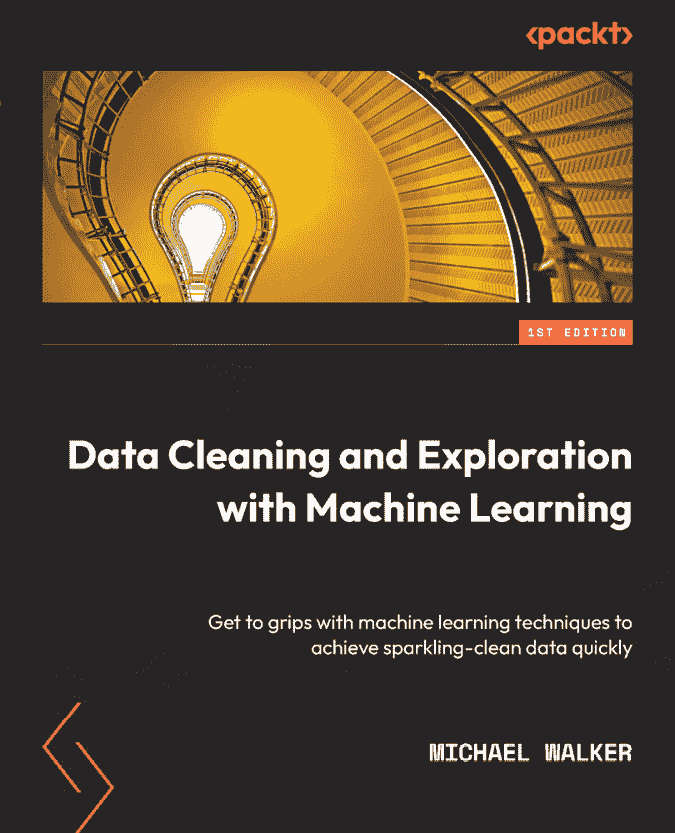 <packt>
1ST EDITION
Data Cleaning and Exploration
with Machine Learning
Get to grips with machine learning techniques to
achieve sparkling-clean data quickly
MICHAEL WALKER